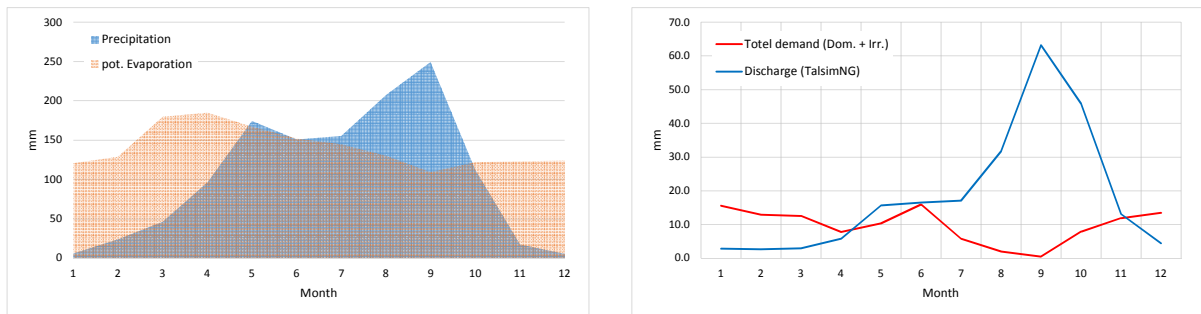 300
250
200
150
100
50
0
mm
Precipitation
pot. Evaporation
1 2 3 4 5 6 7 8 9 10 11 12
Month
70.0
60.0
50.0
40.0
30.0
20.0
10.0
0.0
mm
Totel demand (Dom. + Irr.)
Discharge (TalsimNG)
1 2 3 4 5 6 7 8 9 10 11 12
Month